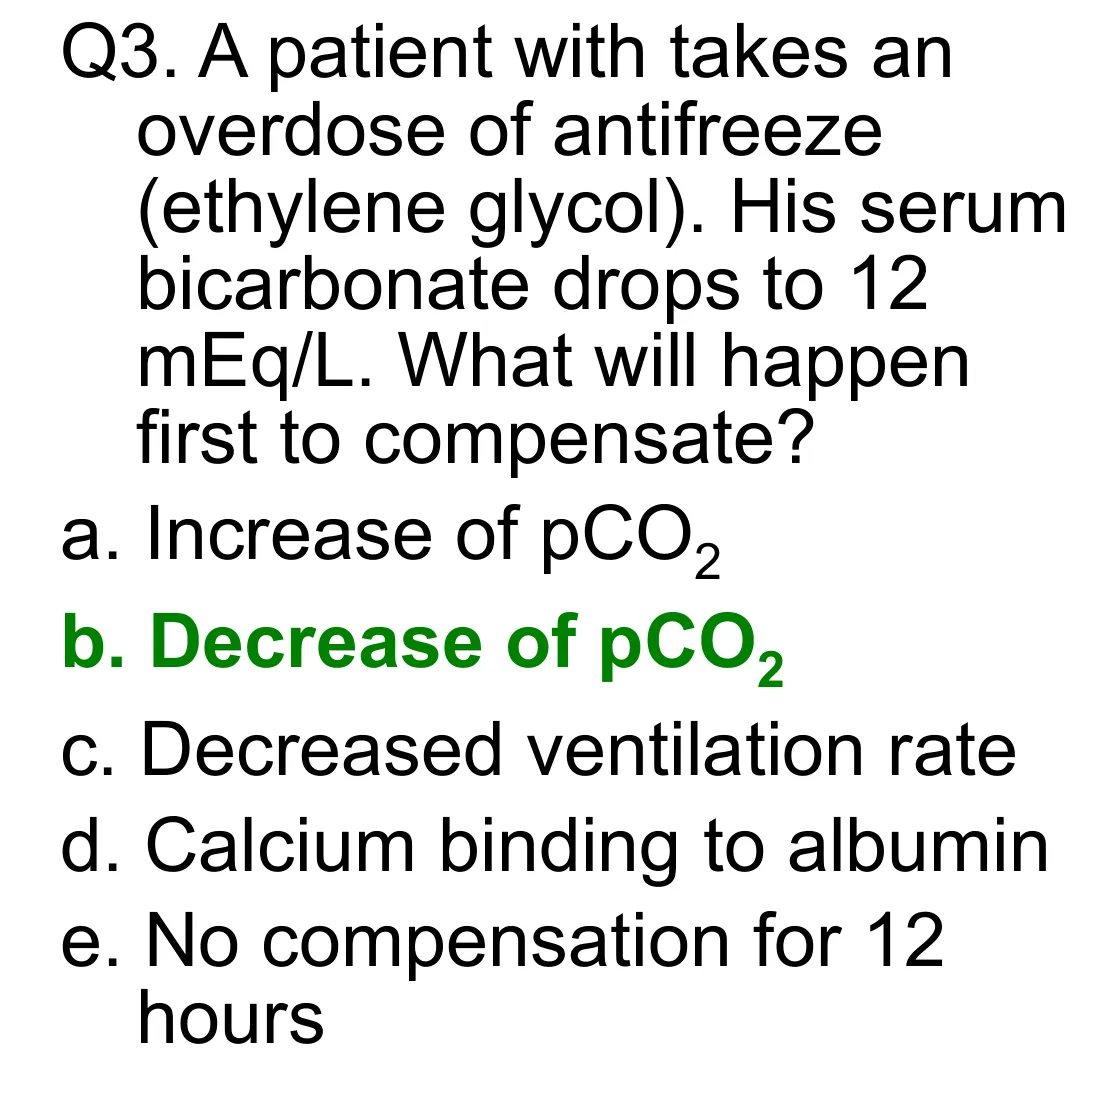 Q3. A patient with takes an
overdose of antifreeze
(ethylene glycol). His serum
bicarbonate drops to 12
mEq/L. What will happen
first to compensate?
a. Increase of pCO₂
b. Decrease of pCO₂
c. Decreased ventilation rate
d. Calcium binding to albumin
e. No compensation for 12
hours